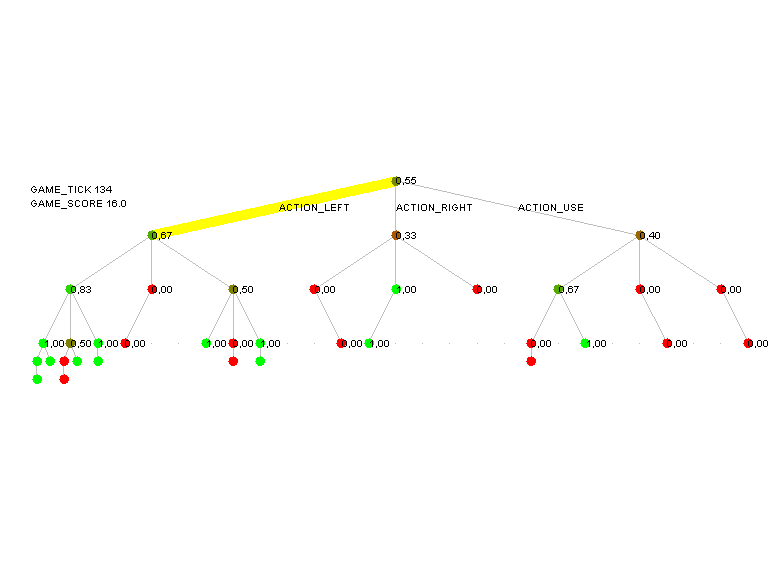 0,55
GAME_TICK 134
GAME_SCORE 16.0
ACTION_LEFT ACTION_RIGHT ACTION_USE
0,67 0,33 0,40
0,83 0,00 0,50 0,00 1,00 0,00 0,67 0,00 0,00
1,00 0,50 1,00 0,00 1,00 0,00 1,00 0,00 1,00 0,00 1,00 0,00 0,00